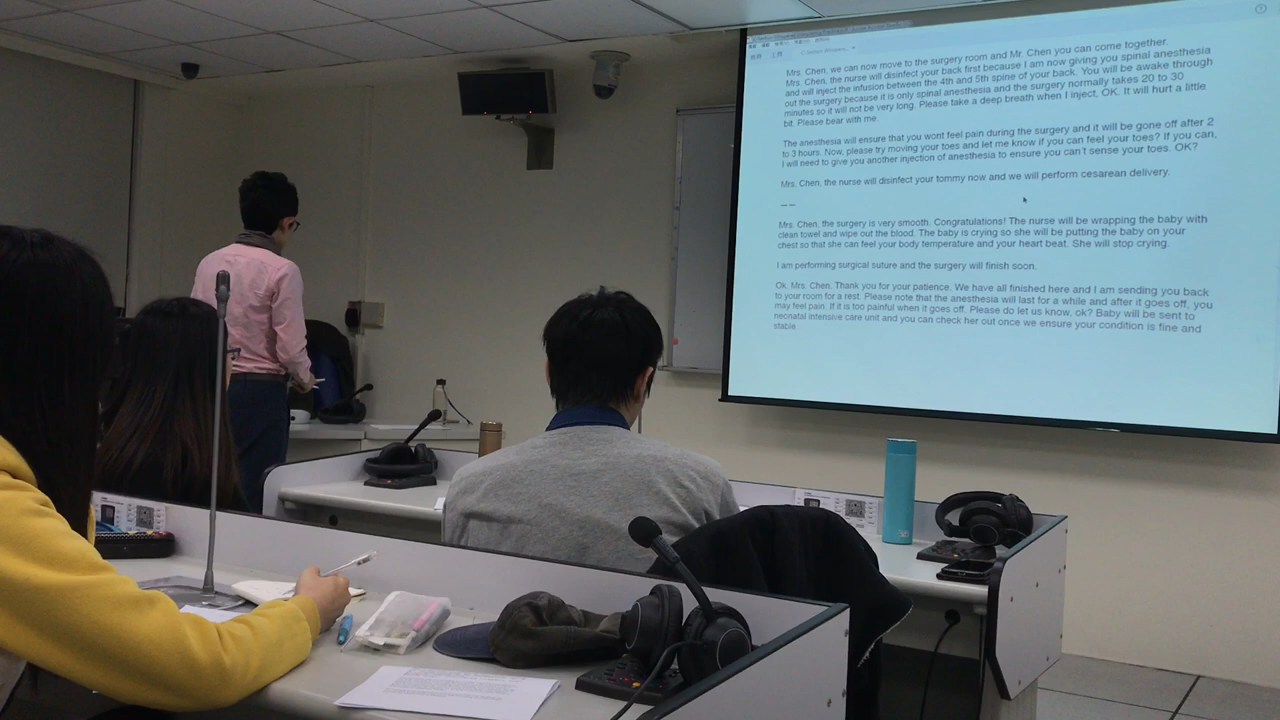 Mrs. Chen, we can now move to the surgery room and Mr. Chen you can come together.
Mrs. Chen, the nurse will disinfect your back first because I am now giving you spinal anesthesia
and will inject the infusion between the 4th and 5th spine of your back. You will be awake through
out the surgery because it is only spinal anesthesia and the surgery normally takes 20 to 30
minutes so it will not be very long. Please take a deep breath when I inject, OK. It will hurt a little
bit. Please bear with me.
The anesthesia will ensure that you wont feel pain during the surgery and it will be gone off after 2
to 3 hours. Now, please try moving your toes and let me know if you can feel your toes? If you can,
I will need to give you another injection of anesthesia to ensure you can't sense your toes. OK?
Mrs. Chen, the nurse will disinfect your tommy now and we will perform cesarean delivery.
— —
Mrs. Chen, the surgery is very smooth. Congratulations! The nurse will be wrapping the baby with
clean towel and wipe out the blood. The baby is crying so she will be putting the baby on your
chest so that she can feel your body temperature and your heart beat. She will stop crying.
I am performing surgical suture and the surgery will finish soon.
Ok. Mrs. Chen. Thank you for your patience. We have all finished here and I am sending you back
to your room for a rest. Please note that the anesthesia will last for a while and after it goes off, you
may feel pain. If it is too painful when it goes off. Please do let us know, ok? Baby will be sent to
neonatal intensive care unit and you can check her out once we ensure your condition is fine and
stable.